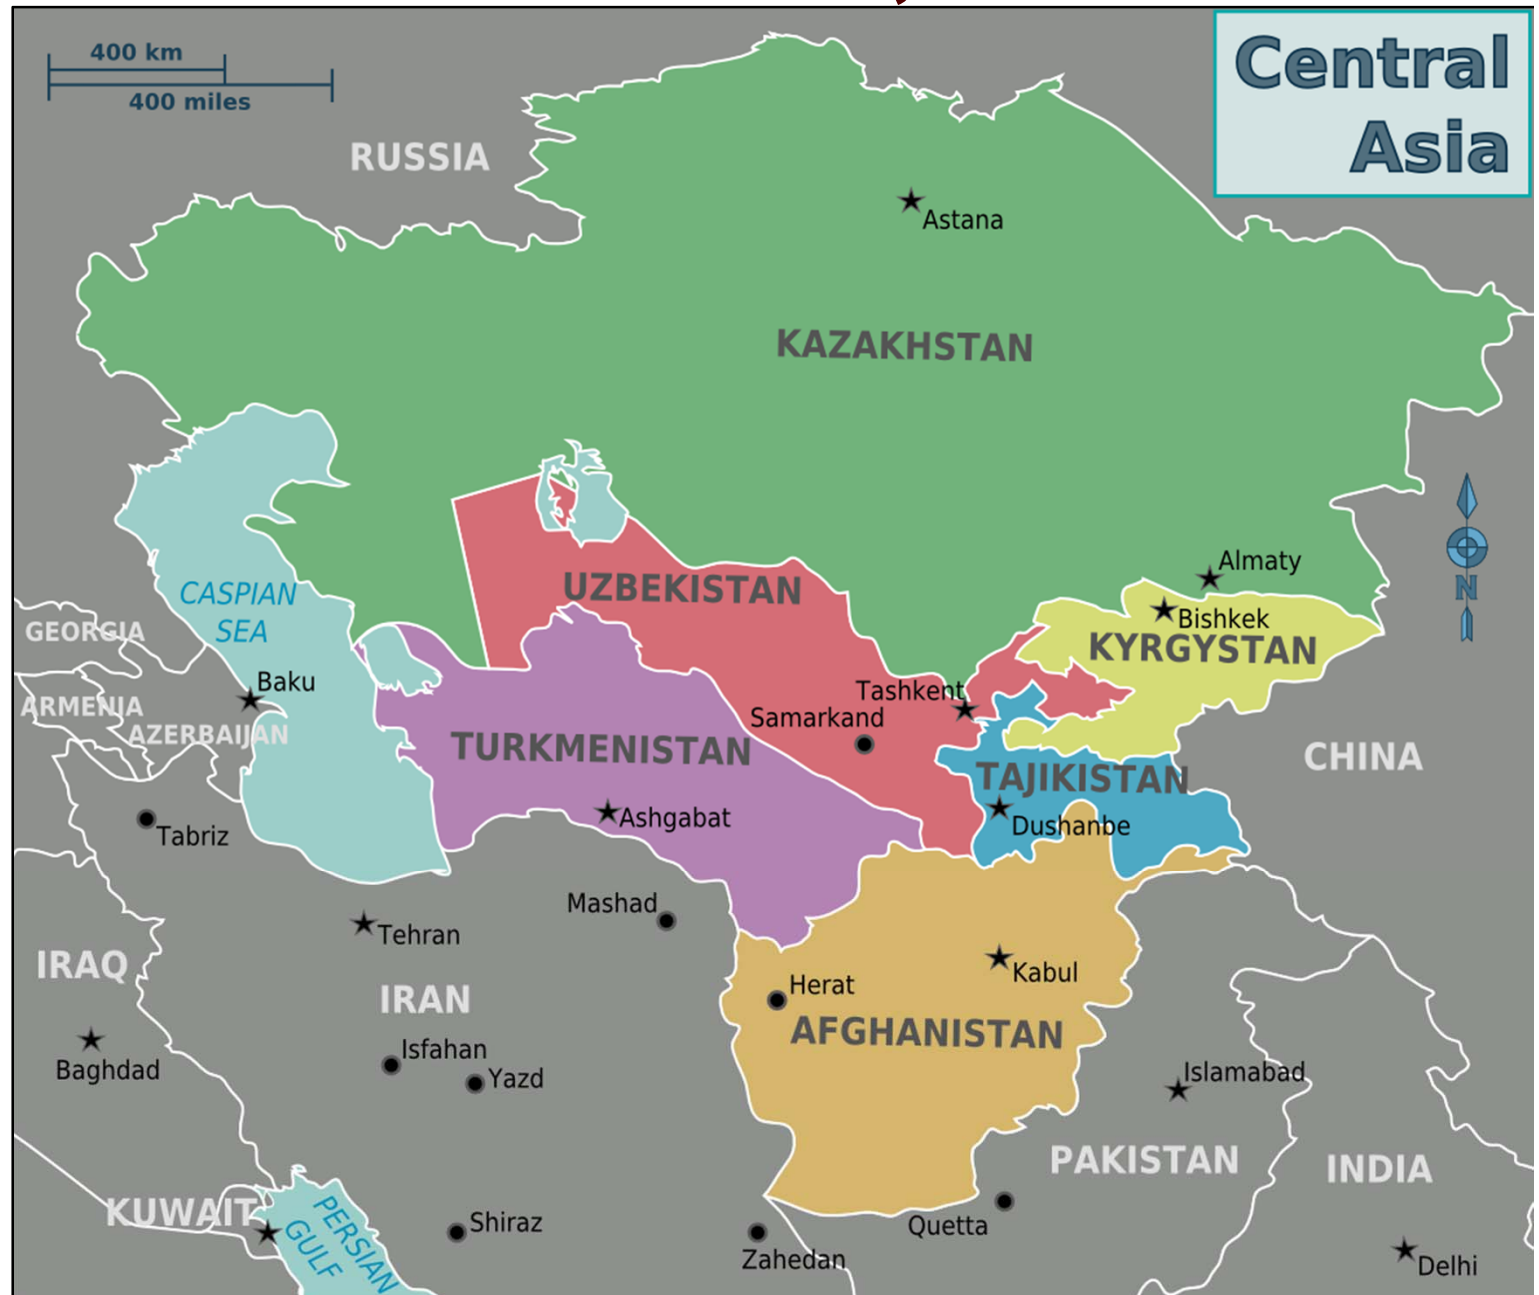 400 km
400 miles
Central
Asia
RUSSIA
Astana
KAZAKHSTAN
Almaty
UZBEKISTAN
CASPIAN
SEA
Bishkek
N
GEORGIA
KYRGYSTAN
Baku
Tashkent
ARMENIA
Samarkand
AZERBAIJAN
TURKMENISTAN
CHINA
TAJIKISTAN
Ashgabat
Dushanbe
Tabriz
Mashad
Tehran
IRAQ
Kabul
Herat
IRAN
AFGHANISTAN
Isfahan
Baghdad
Islamabad
Yazd
PAKISTAN
INDIA
KUWAIT
Shiraz
Quetta
PERSIAN
GULF
Zahedan
Delhi